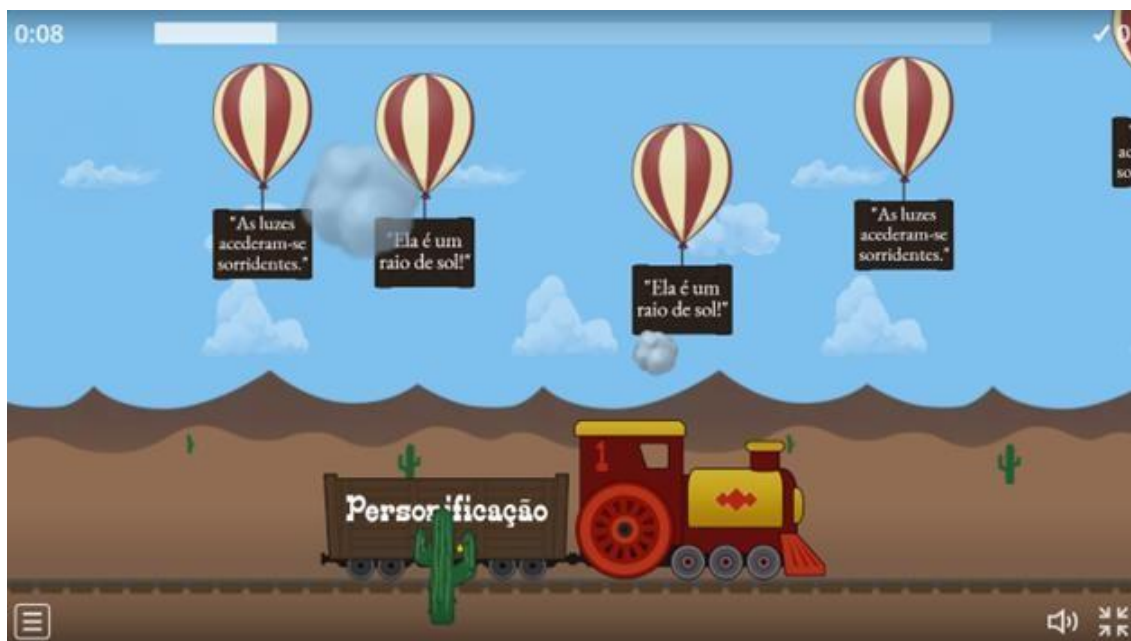 0:08
✓ 0
"As luzes
acederam-se
sorridentes."
"Ela é um
raio de sol!"
"Ela é um
raio de sol!"
"As luzes
acederam-se
sorridentes."
1
Personificação